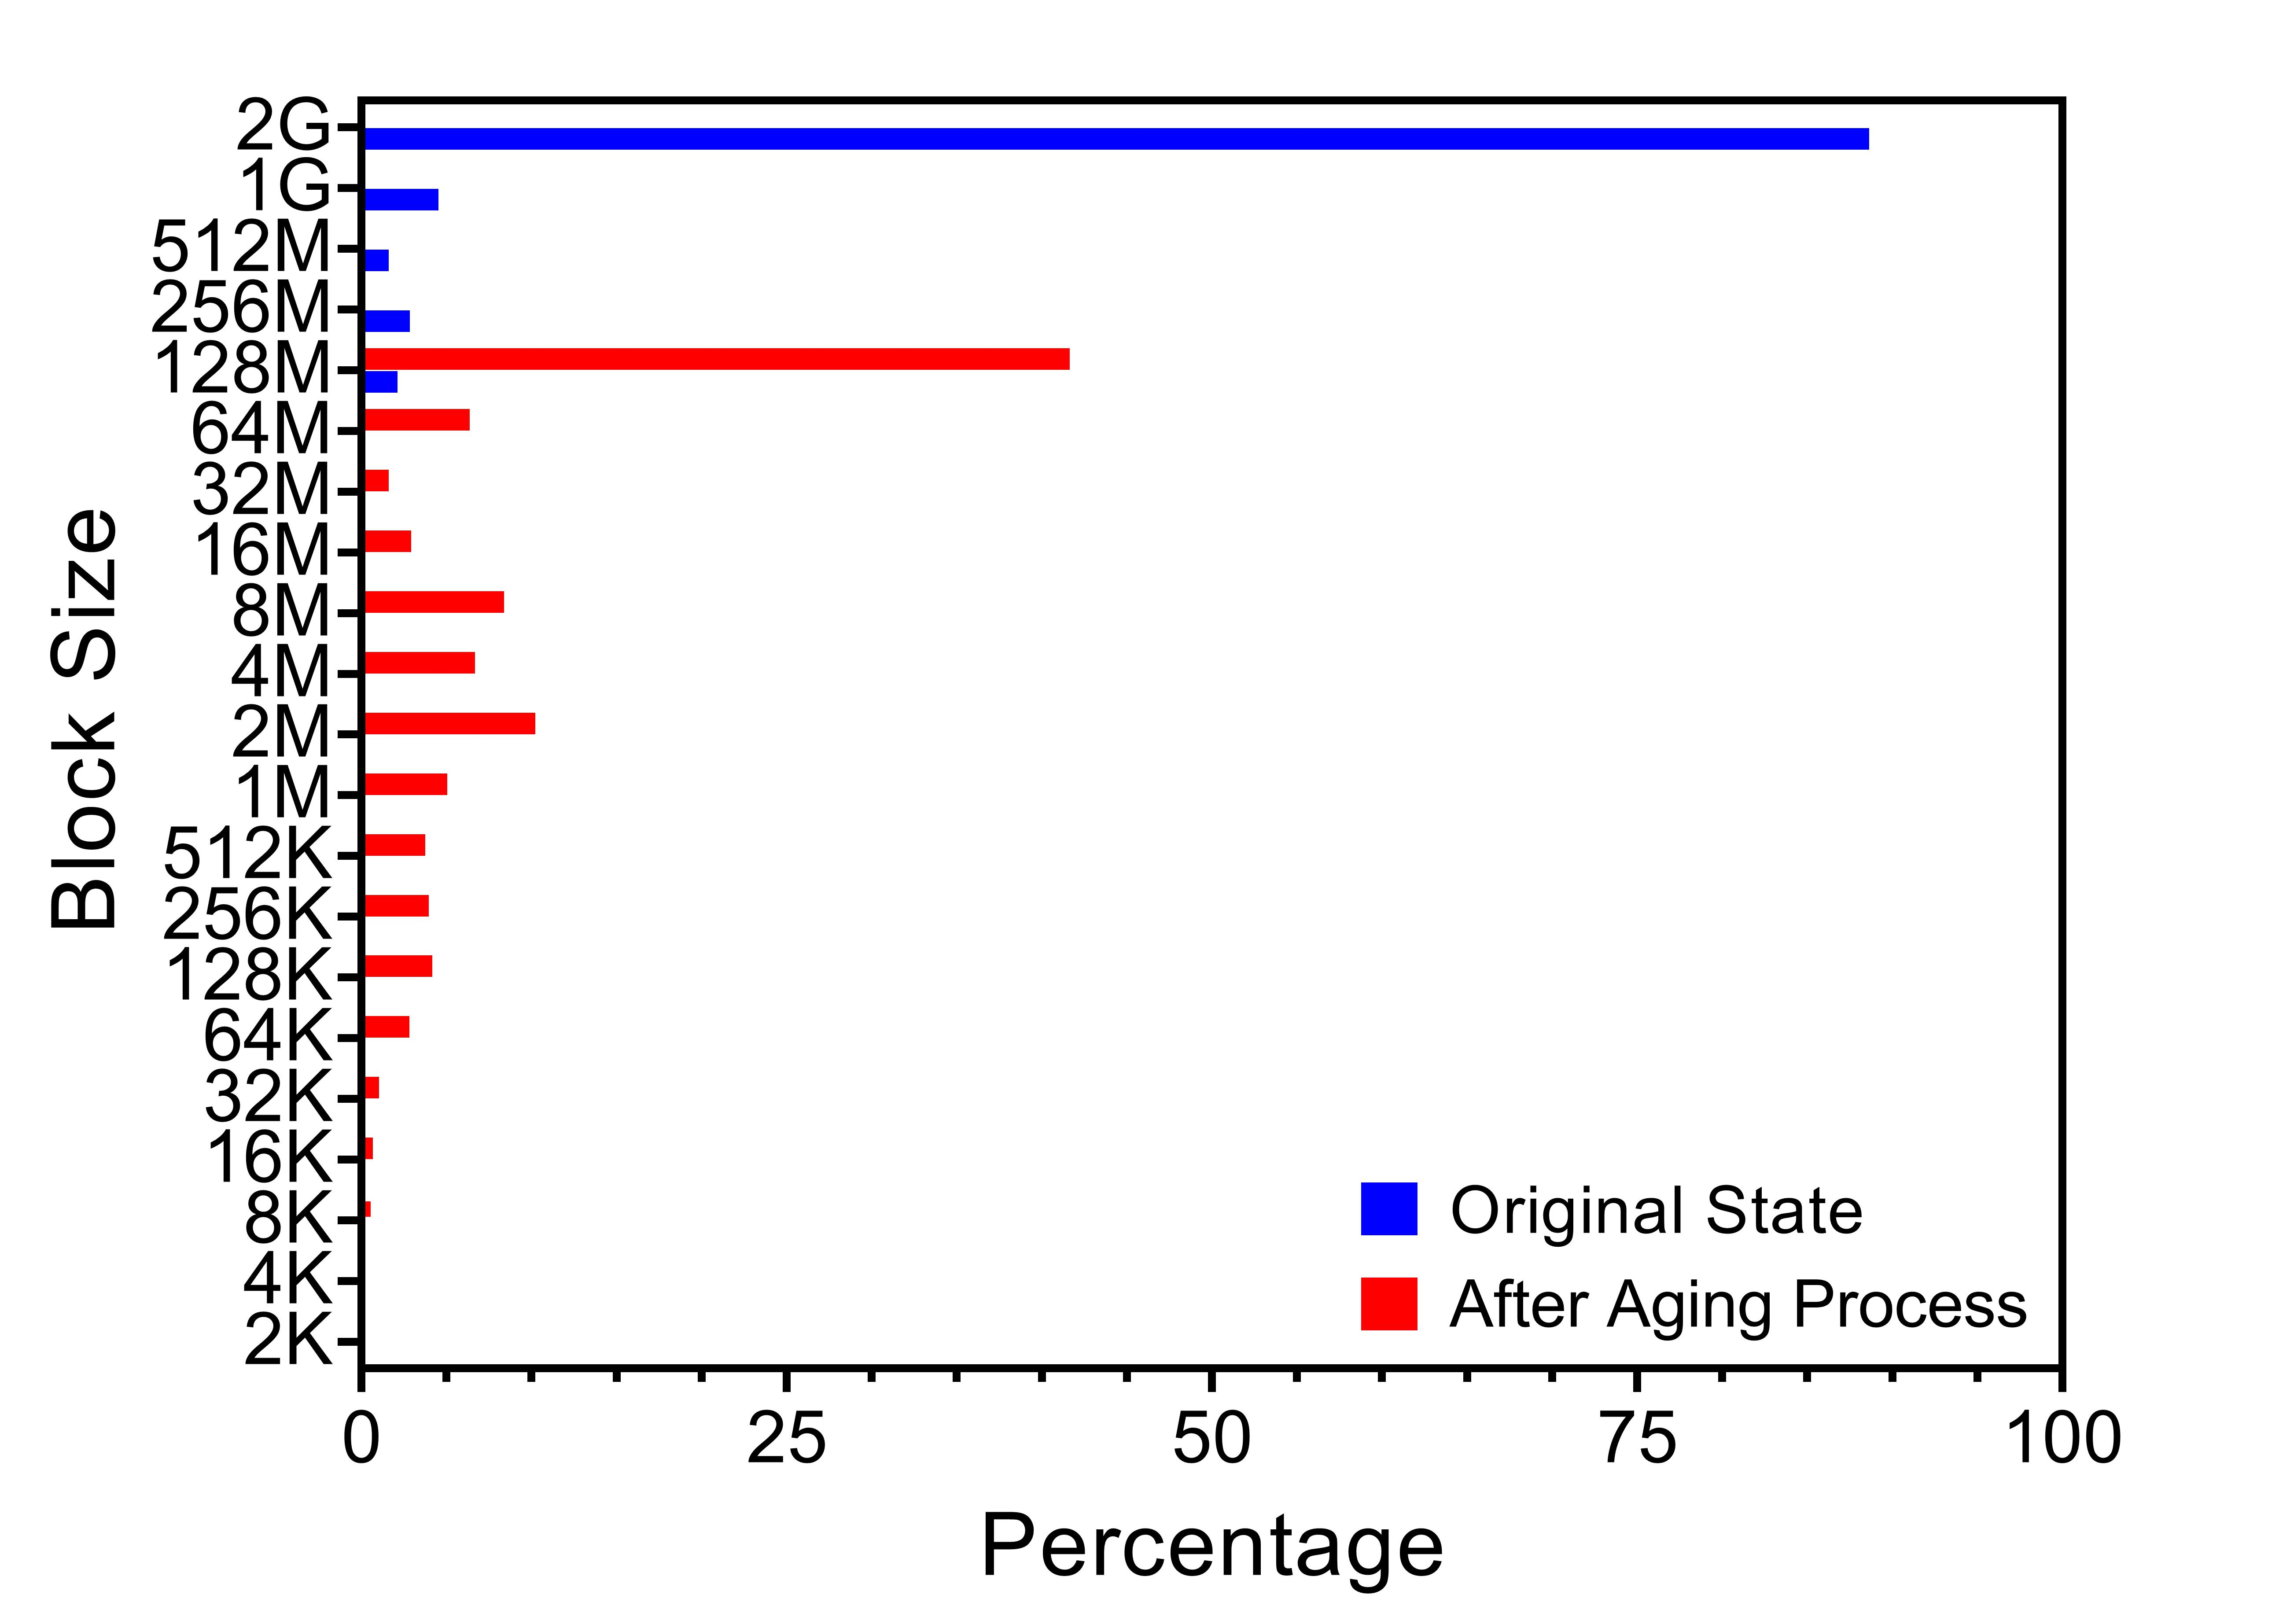 2G
1G
512M
256M
128M
64M
32M
16M
8M
4M
2M
1M
512K
256K
128K
64K
32K
16K
8K
4K
2K
Block Size
Original State
After Aging Process
0 25 50 75 100
Percentage